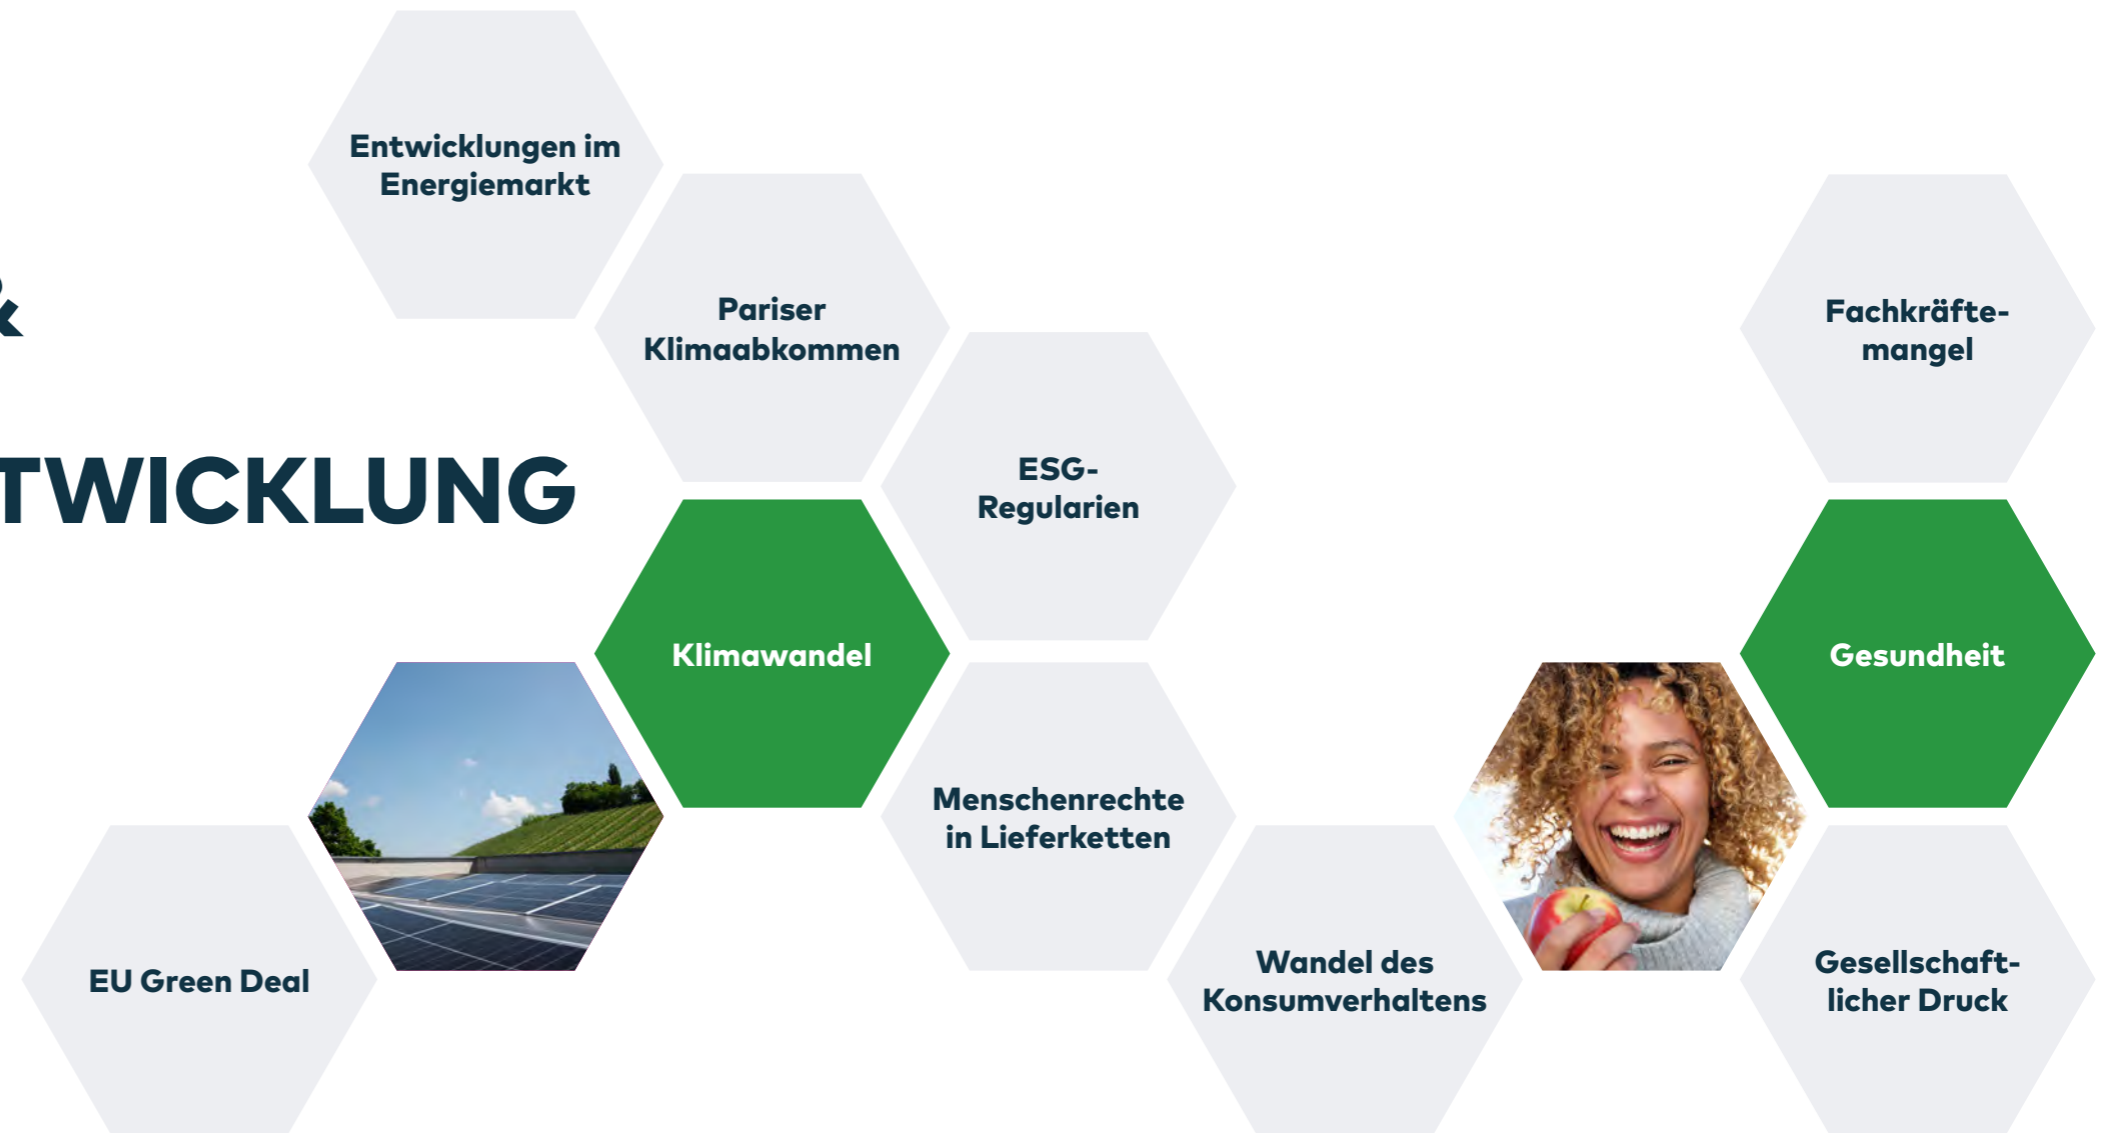 Entwicklungen im
Energiemarkt
&
TWICKLUNG
Pariser
Klimaabkommen
ESG-
Regularien
Fachkräfte-
mangel
Klimawandel
Gesundheit
Menschenrechte
in Lieferketten
EU Green Deal
Wandel des
Konsumverhaltens
Gesellschaft-
licher Druck